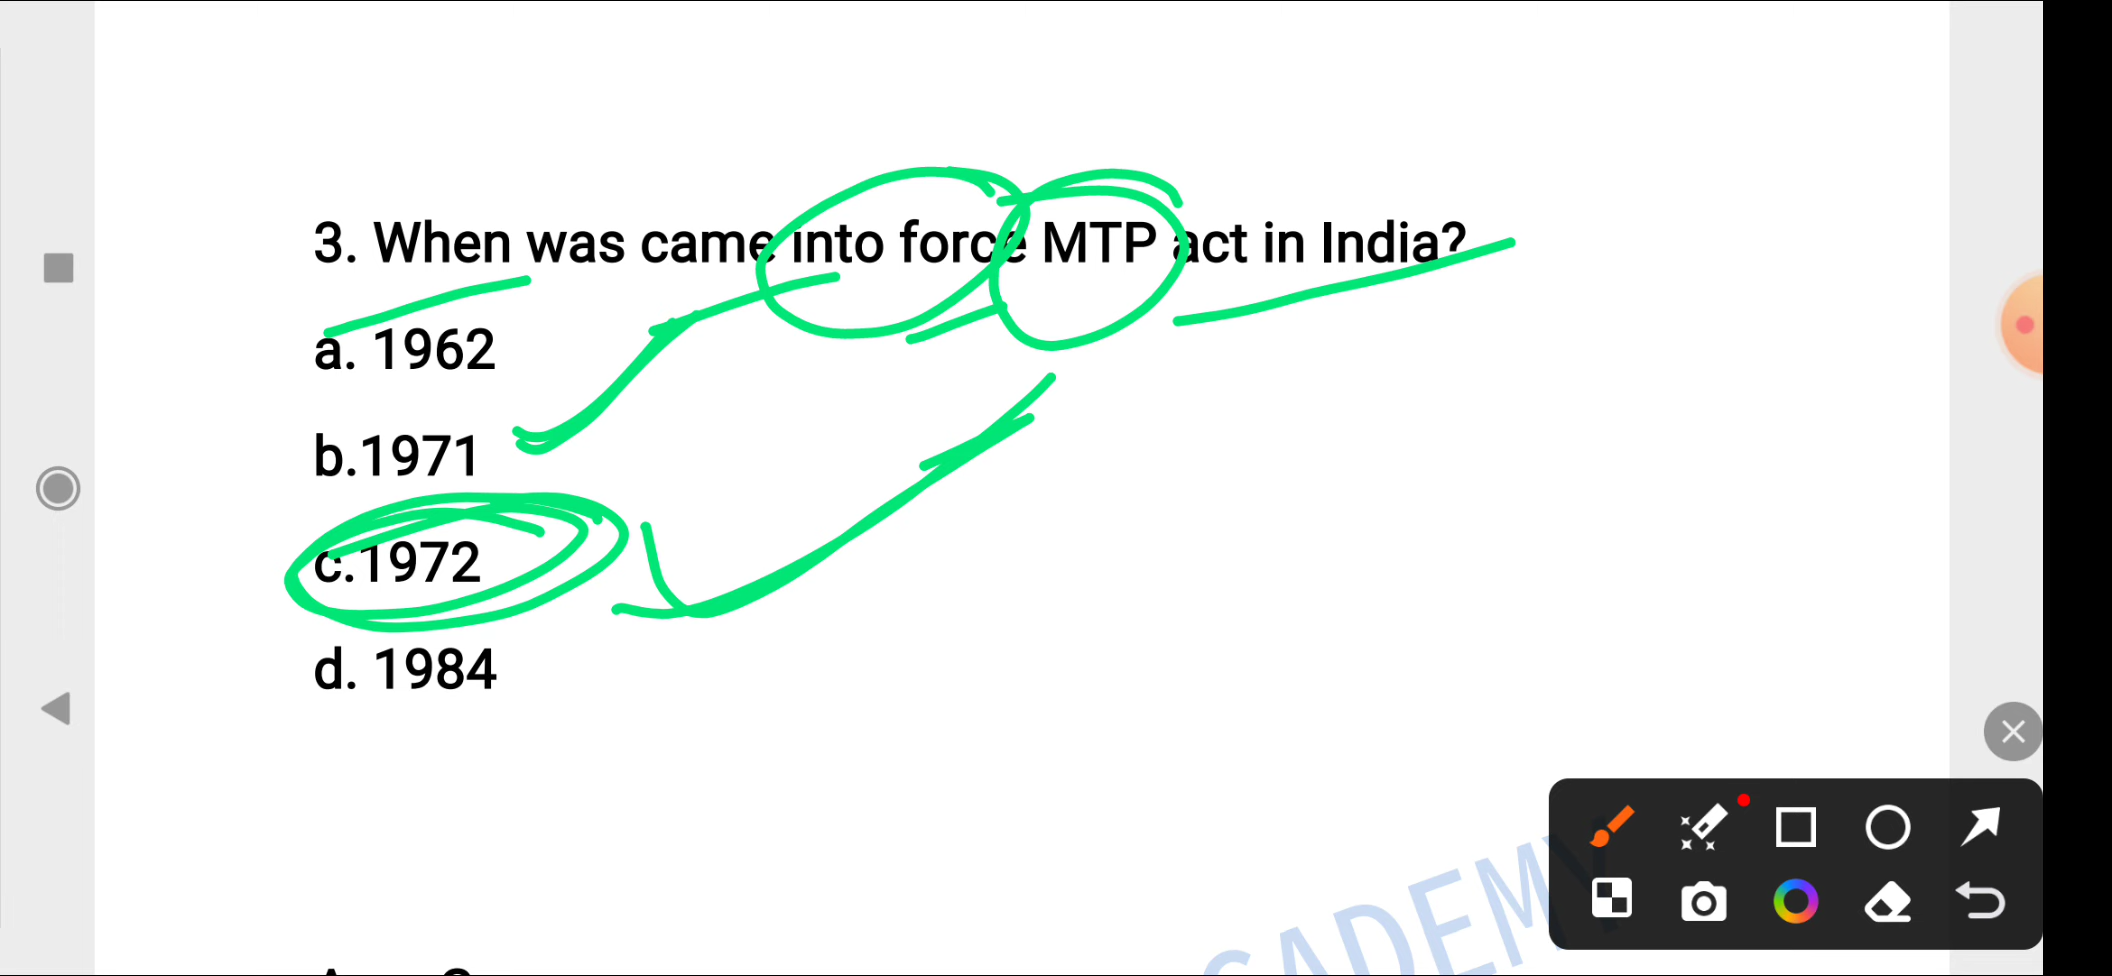 3. When was came into force MTP act in India?
a. 1962
b.1971
c.1972
d. 1984